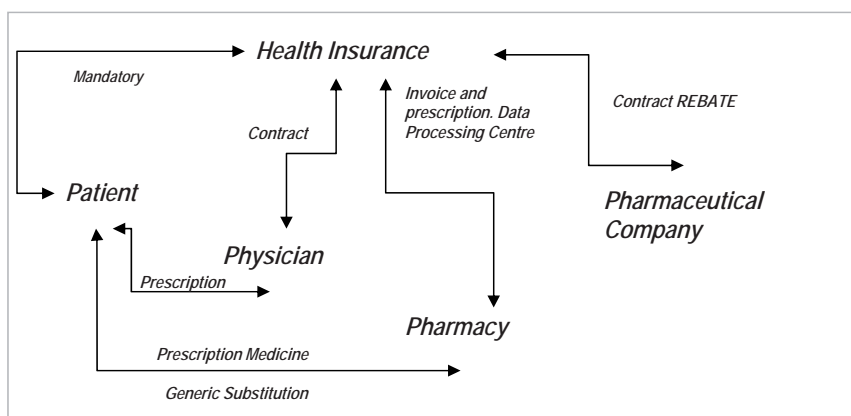 Health Insurance
Mandatory
Invoice and
prescription. Data
Processing Centre
Contract REBATE
Contract
Patient
Pharmaceutical
Company
Physician
Prescription
Pharmacy
Prescription Medicine
Generic Substitution